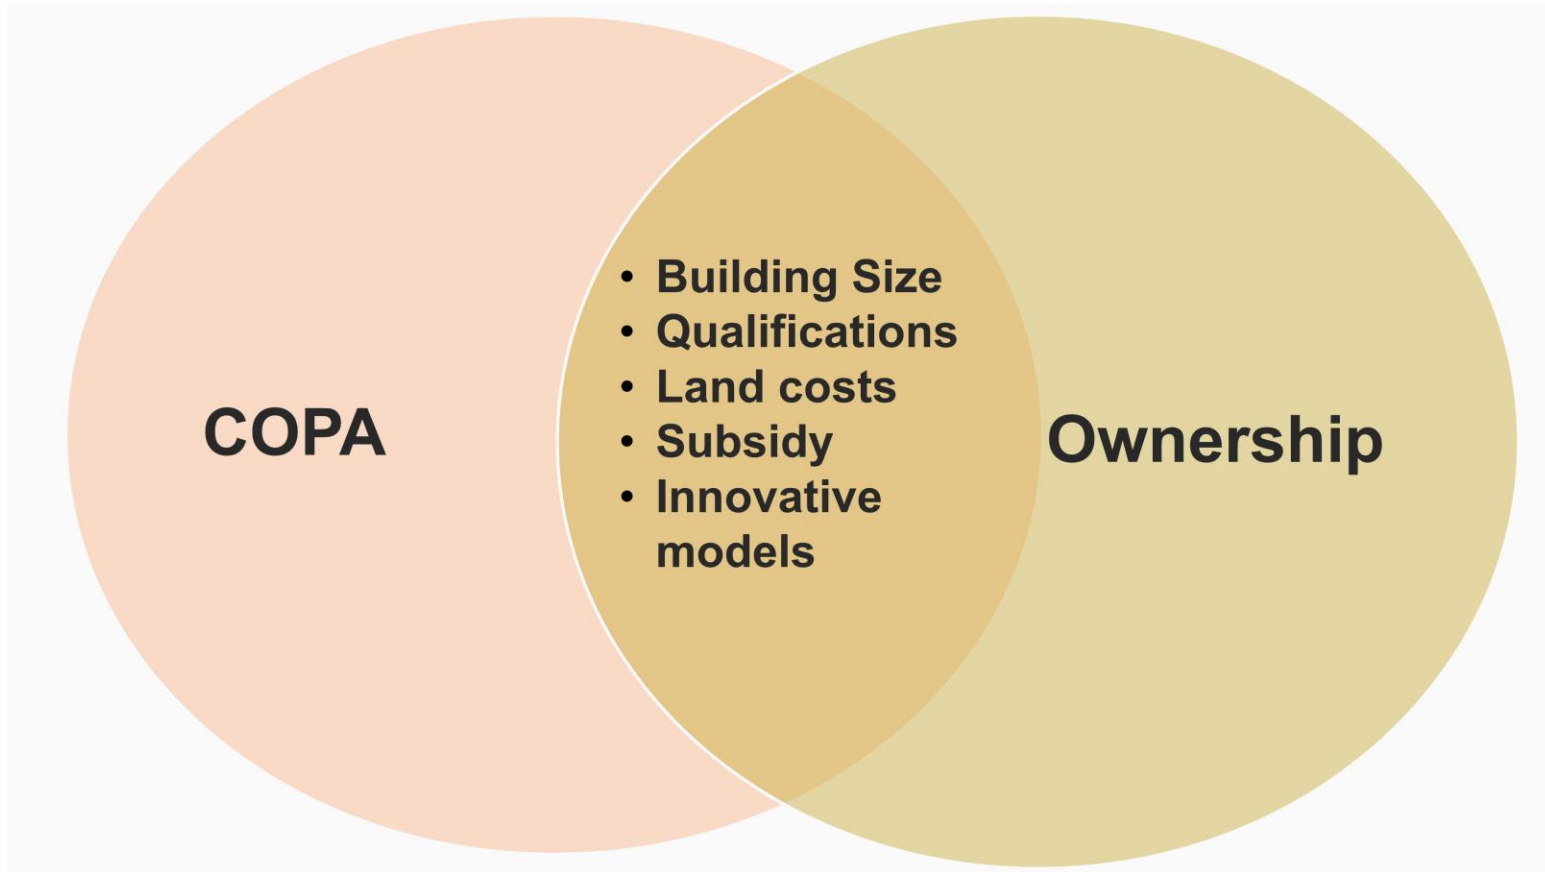 COPA
• Building Size
• Qualifications
• Land costs
• Subsidy
• Innovative
models
Ownership